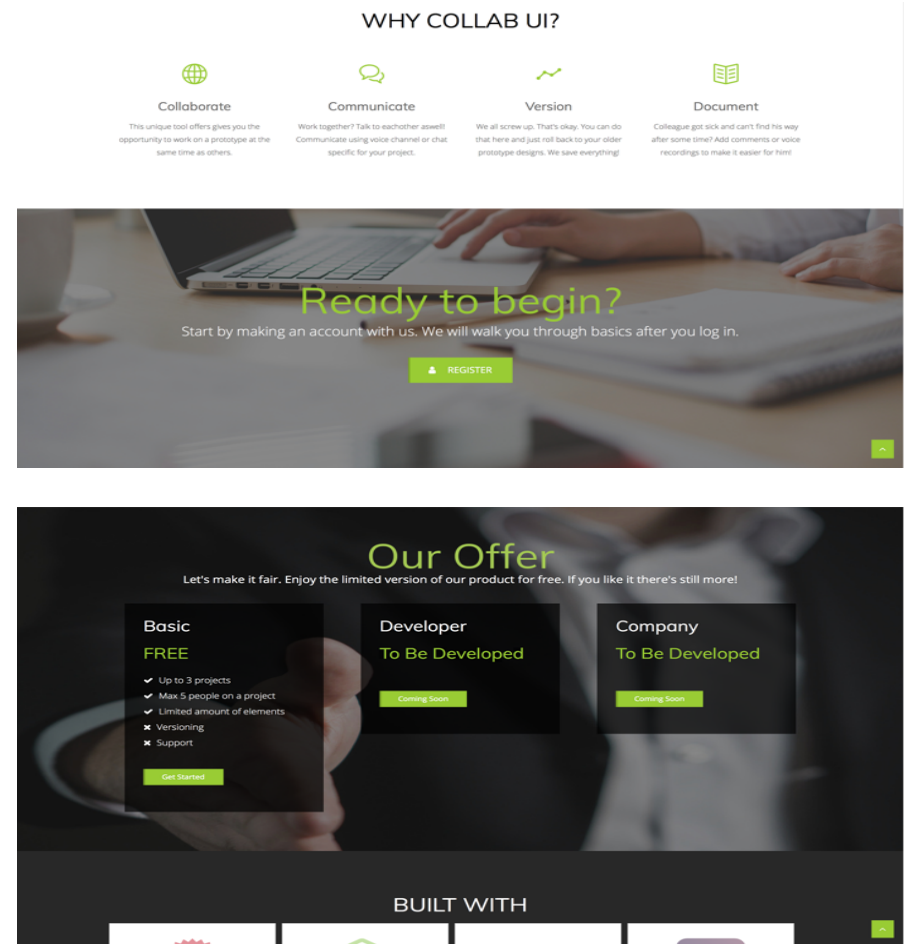 WHY COLLAB UI?
Collaborate
This unique tool offers gives you the
opportunity to work on a prototype at the
same time as others.
Communicate
Work together? Talk to eachother aswell!
Communicate using voice channel or chat
specific for your project.
Version
We all screw up. That's okay. You can do
that here and just roll back to your older
prototype designs. We save everything!
Document
Colleague got sick and can't find his way
after some time? Add comments or voice
recordings to make it easier for him!
Ready to begin?
Start by making an account with us. We will walk you through basics after you log in.
REGISTER
Our Offer
Let's make it fair. Enjoy the limited version of our product for free. If you like it there's still more!
Basic
FREE
Up to 3 projects
Max 5 people on a project
Limited amount of elements
Versioning
Support
Get Started
Developer
To Be Developed
Coming Soon
Company
To Be Developed
Coming Soon
BUILT WITH